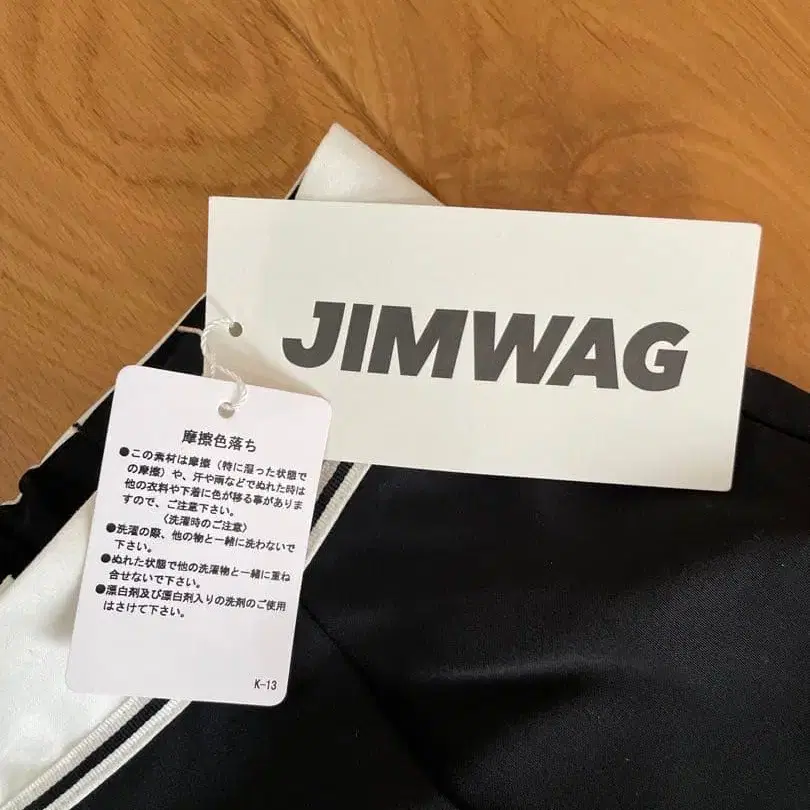 JIMWAG
摩擦色落ち
●この素材は摩擦（特に湿った状態で
の摩擦）や、汗や雨などでぬれた時は
他の衣料や下着に色が移る事がありま
すので、ご注意下さい。
〈洗濯時のご注意〉
●洗濯の際、他の物と一緒に洗わないで
下さい。
●ぬれた状態で他の洗濯物と一緒に重ね
合せないで下さい。
●漂白剤及び漂白剤入りの洗剤のご使用
はさけて下さい。
K-13